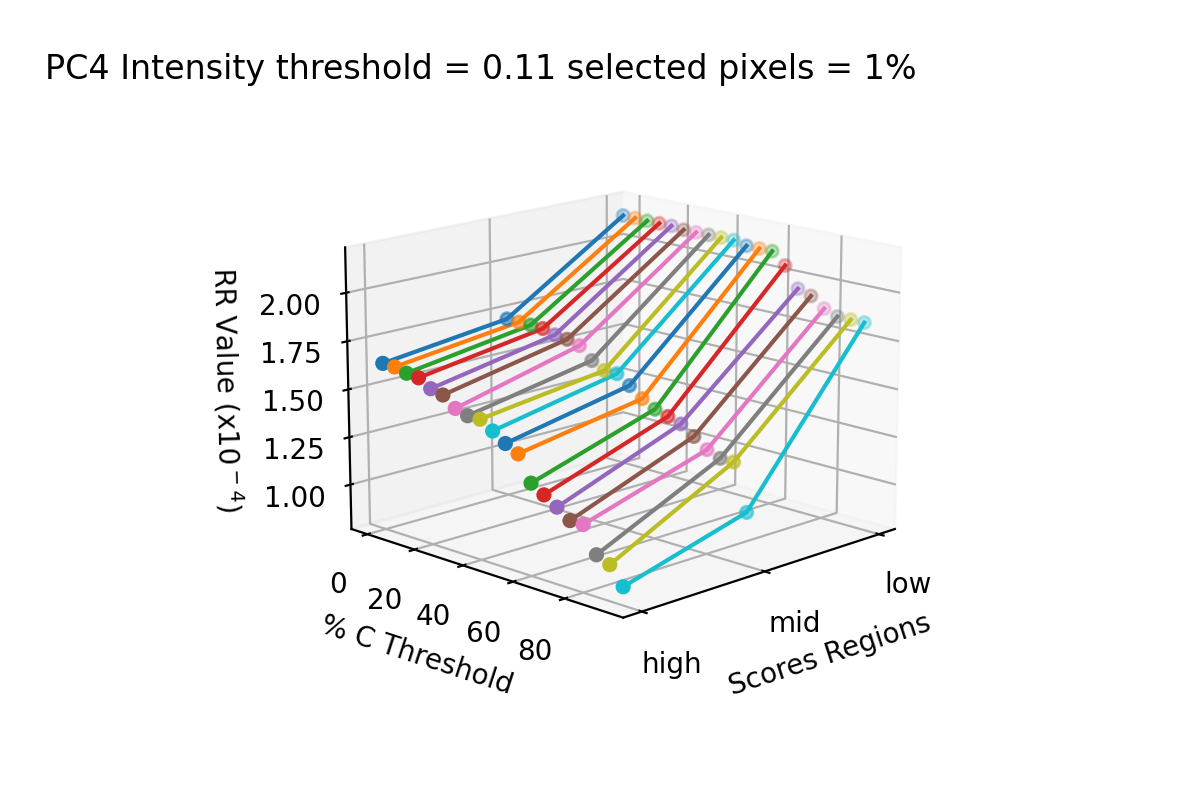 PC4 Intensity threshold = 0.11 selected pixels = 1%
RR Value (x10⁻⁴)
2.00
1.75
1.50
1.25
1.00
0
20
40
60
80
% C Threshold
high
mid
low
Scores Regions